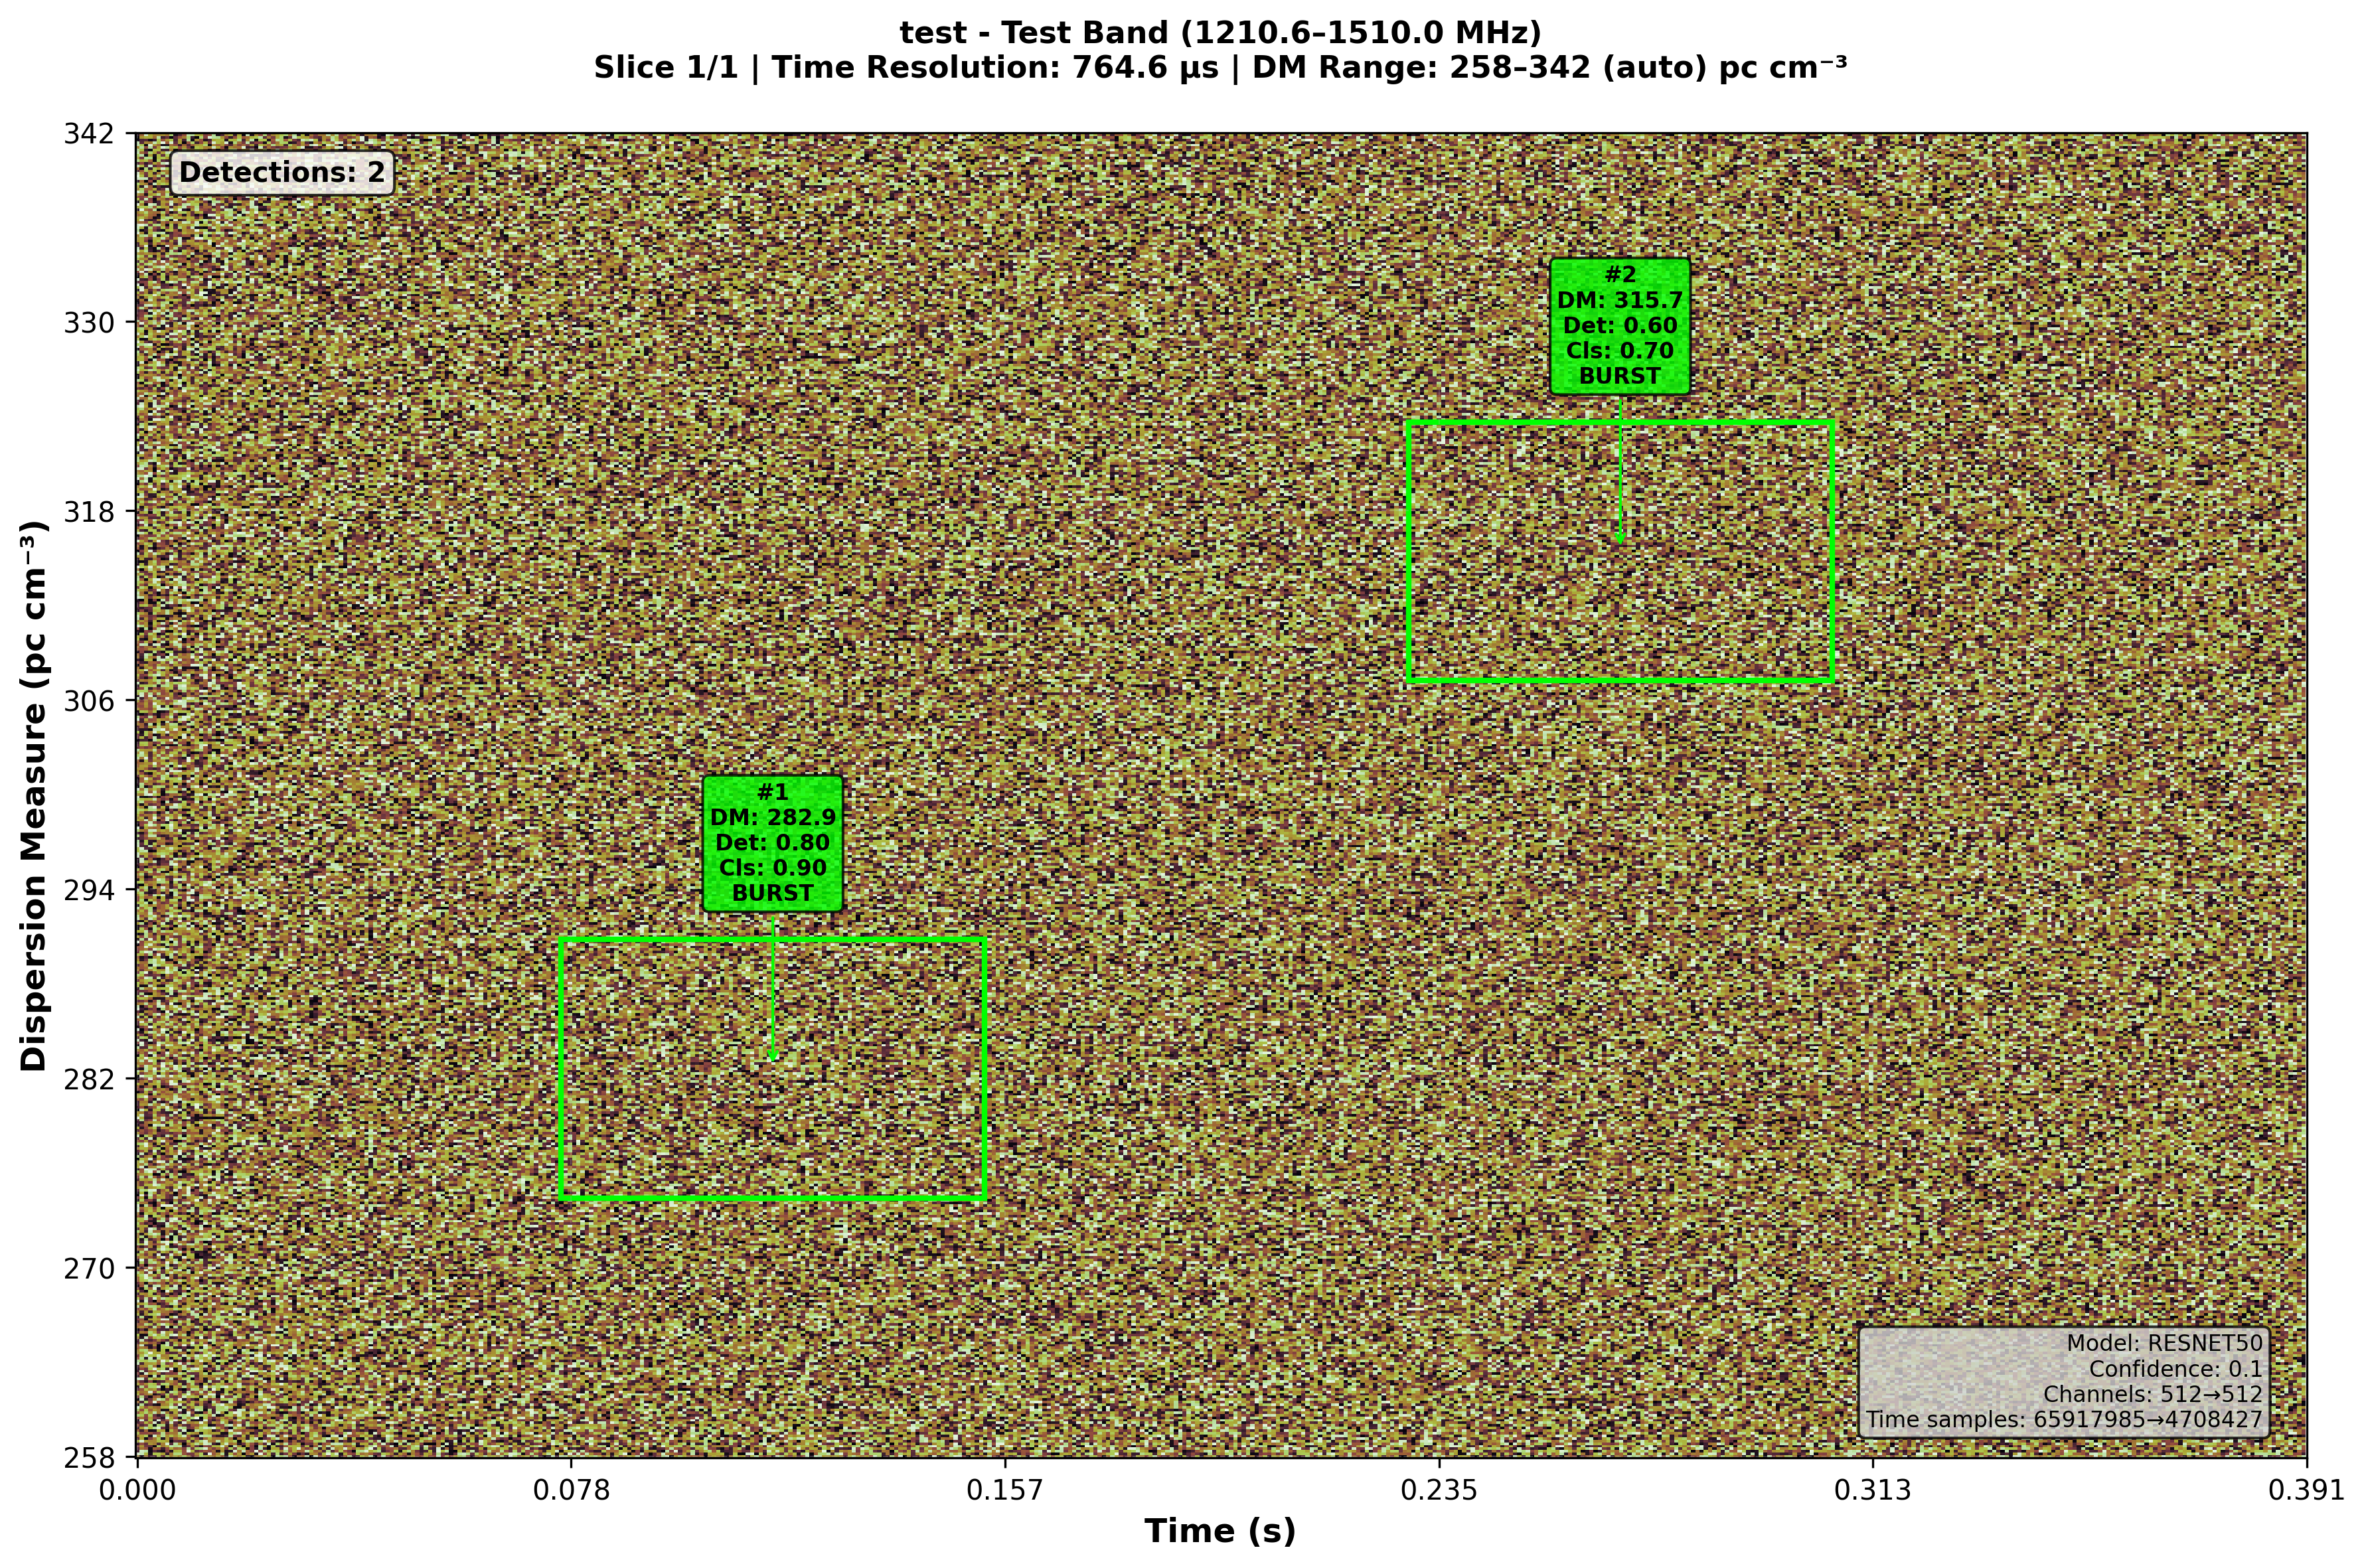 test - Test Band (1210.6–1510.0 MHz)
Slice 1/1 | Time Resolution: 764.6 μs | DM Range: 258–342 (auto) pc cm⁻³
Detections: 2
342
330
318
306
294
282
270
258
Dispersion Measure (pc cm⁻³)
#2
DM: 315.7
Det: 0.60
Cls: 0.70
BURST
#1
DM: 282.9
Det: 0.80
Cls: 0.90
BURST
Model: RESNET50
Confidence: 0.1
Channels: 512→512
Time samples: 65917985→4708427
0.000 0.078 0.157 0.235 0.313 0.391
Time (s)